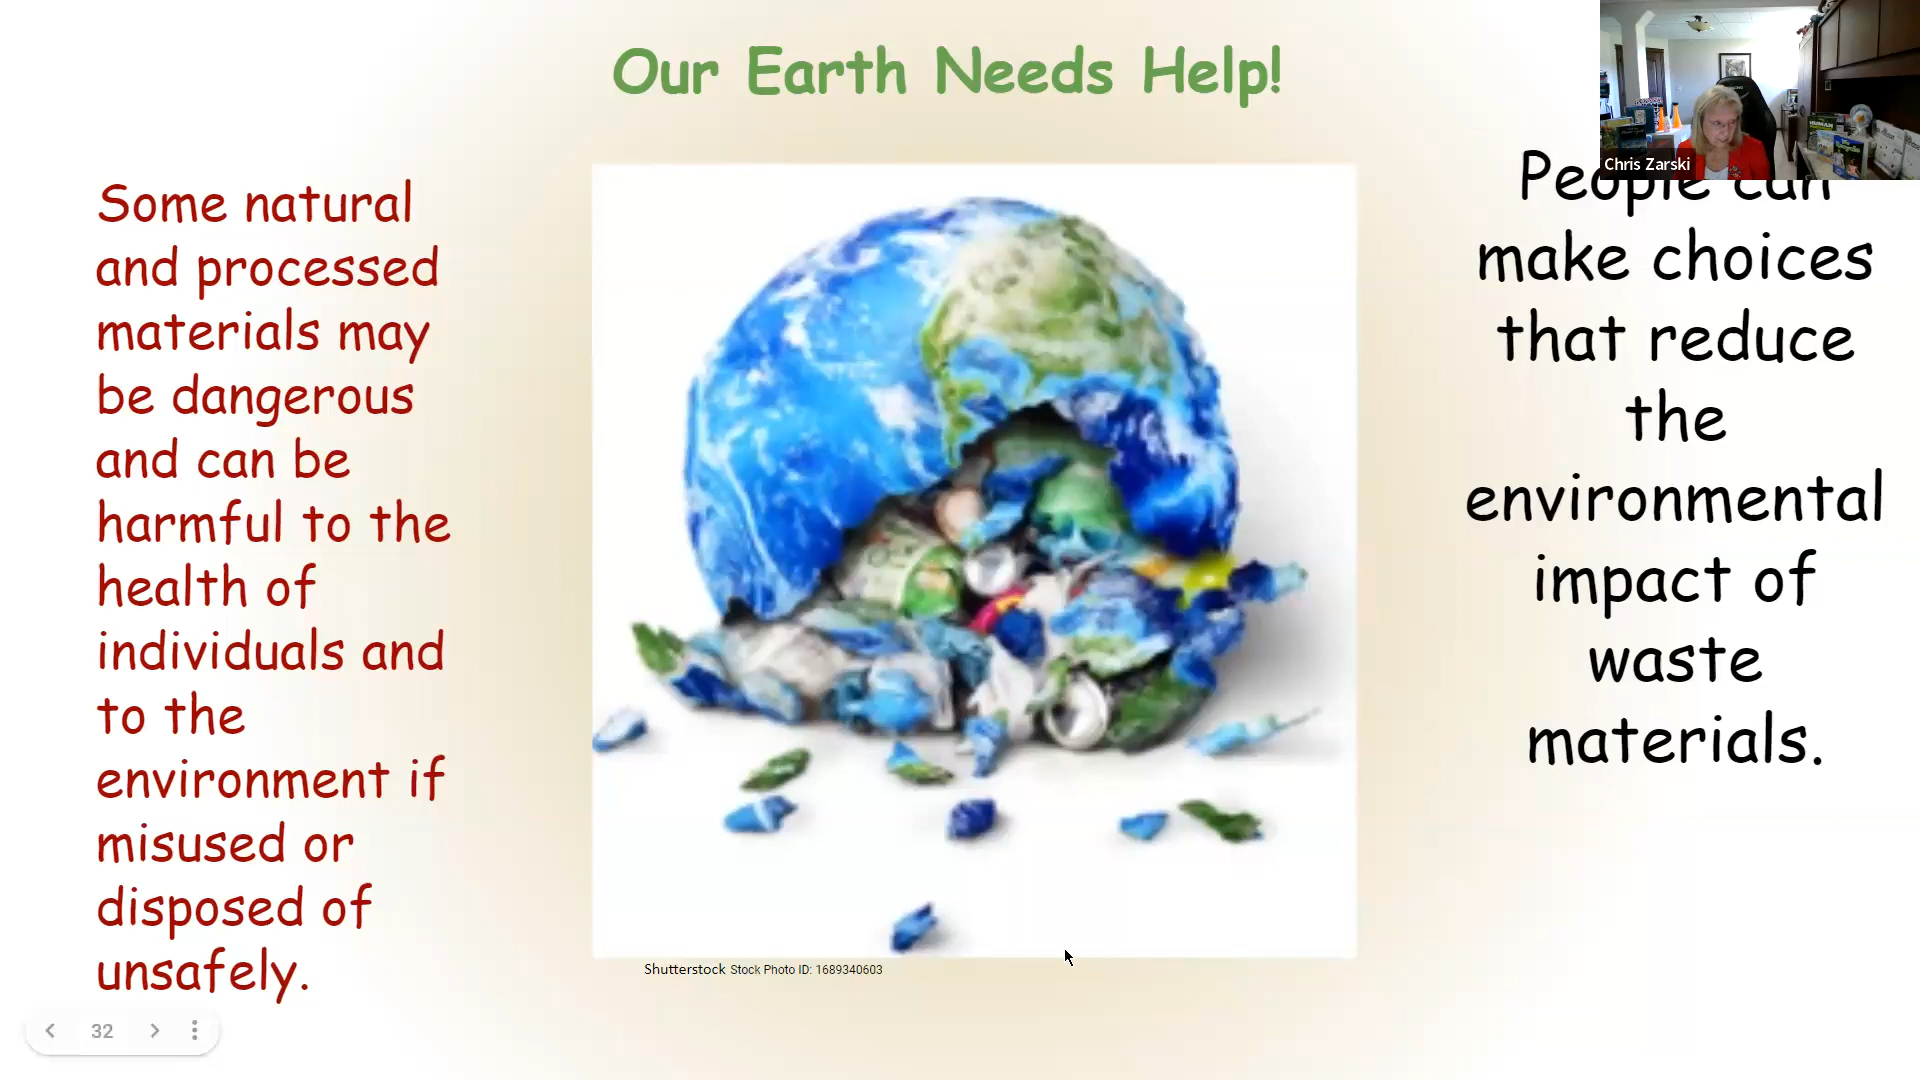 Our Earth Needs Help!
Chris Zarski
Some natural
and processed
materials may
be dangerous
and can be
harmful to the
health of
individuals and
to the
environment if
misused or
disposed of
unsafely.
People can
make choices
that reduce
the
environmental
impact of
waste
materials.
Shutterstock Stock Photo ID: 1689340603
32